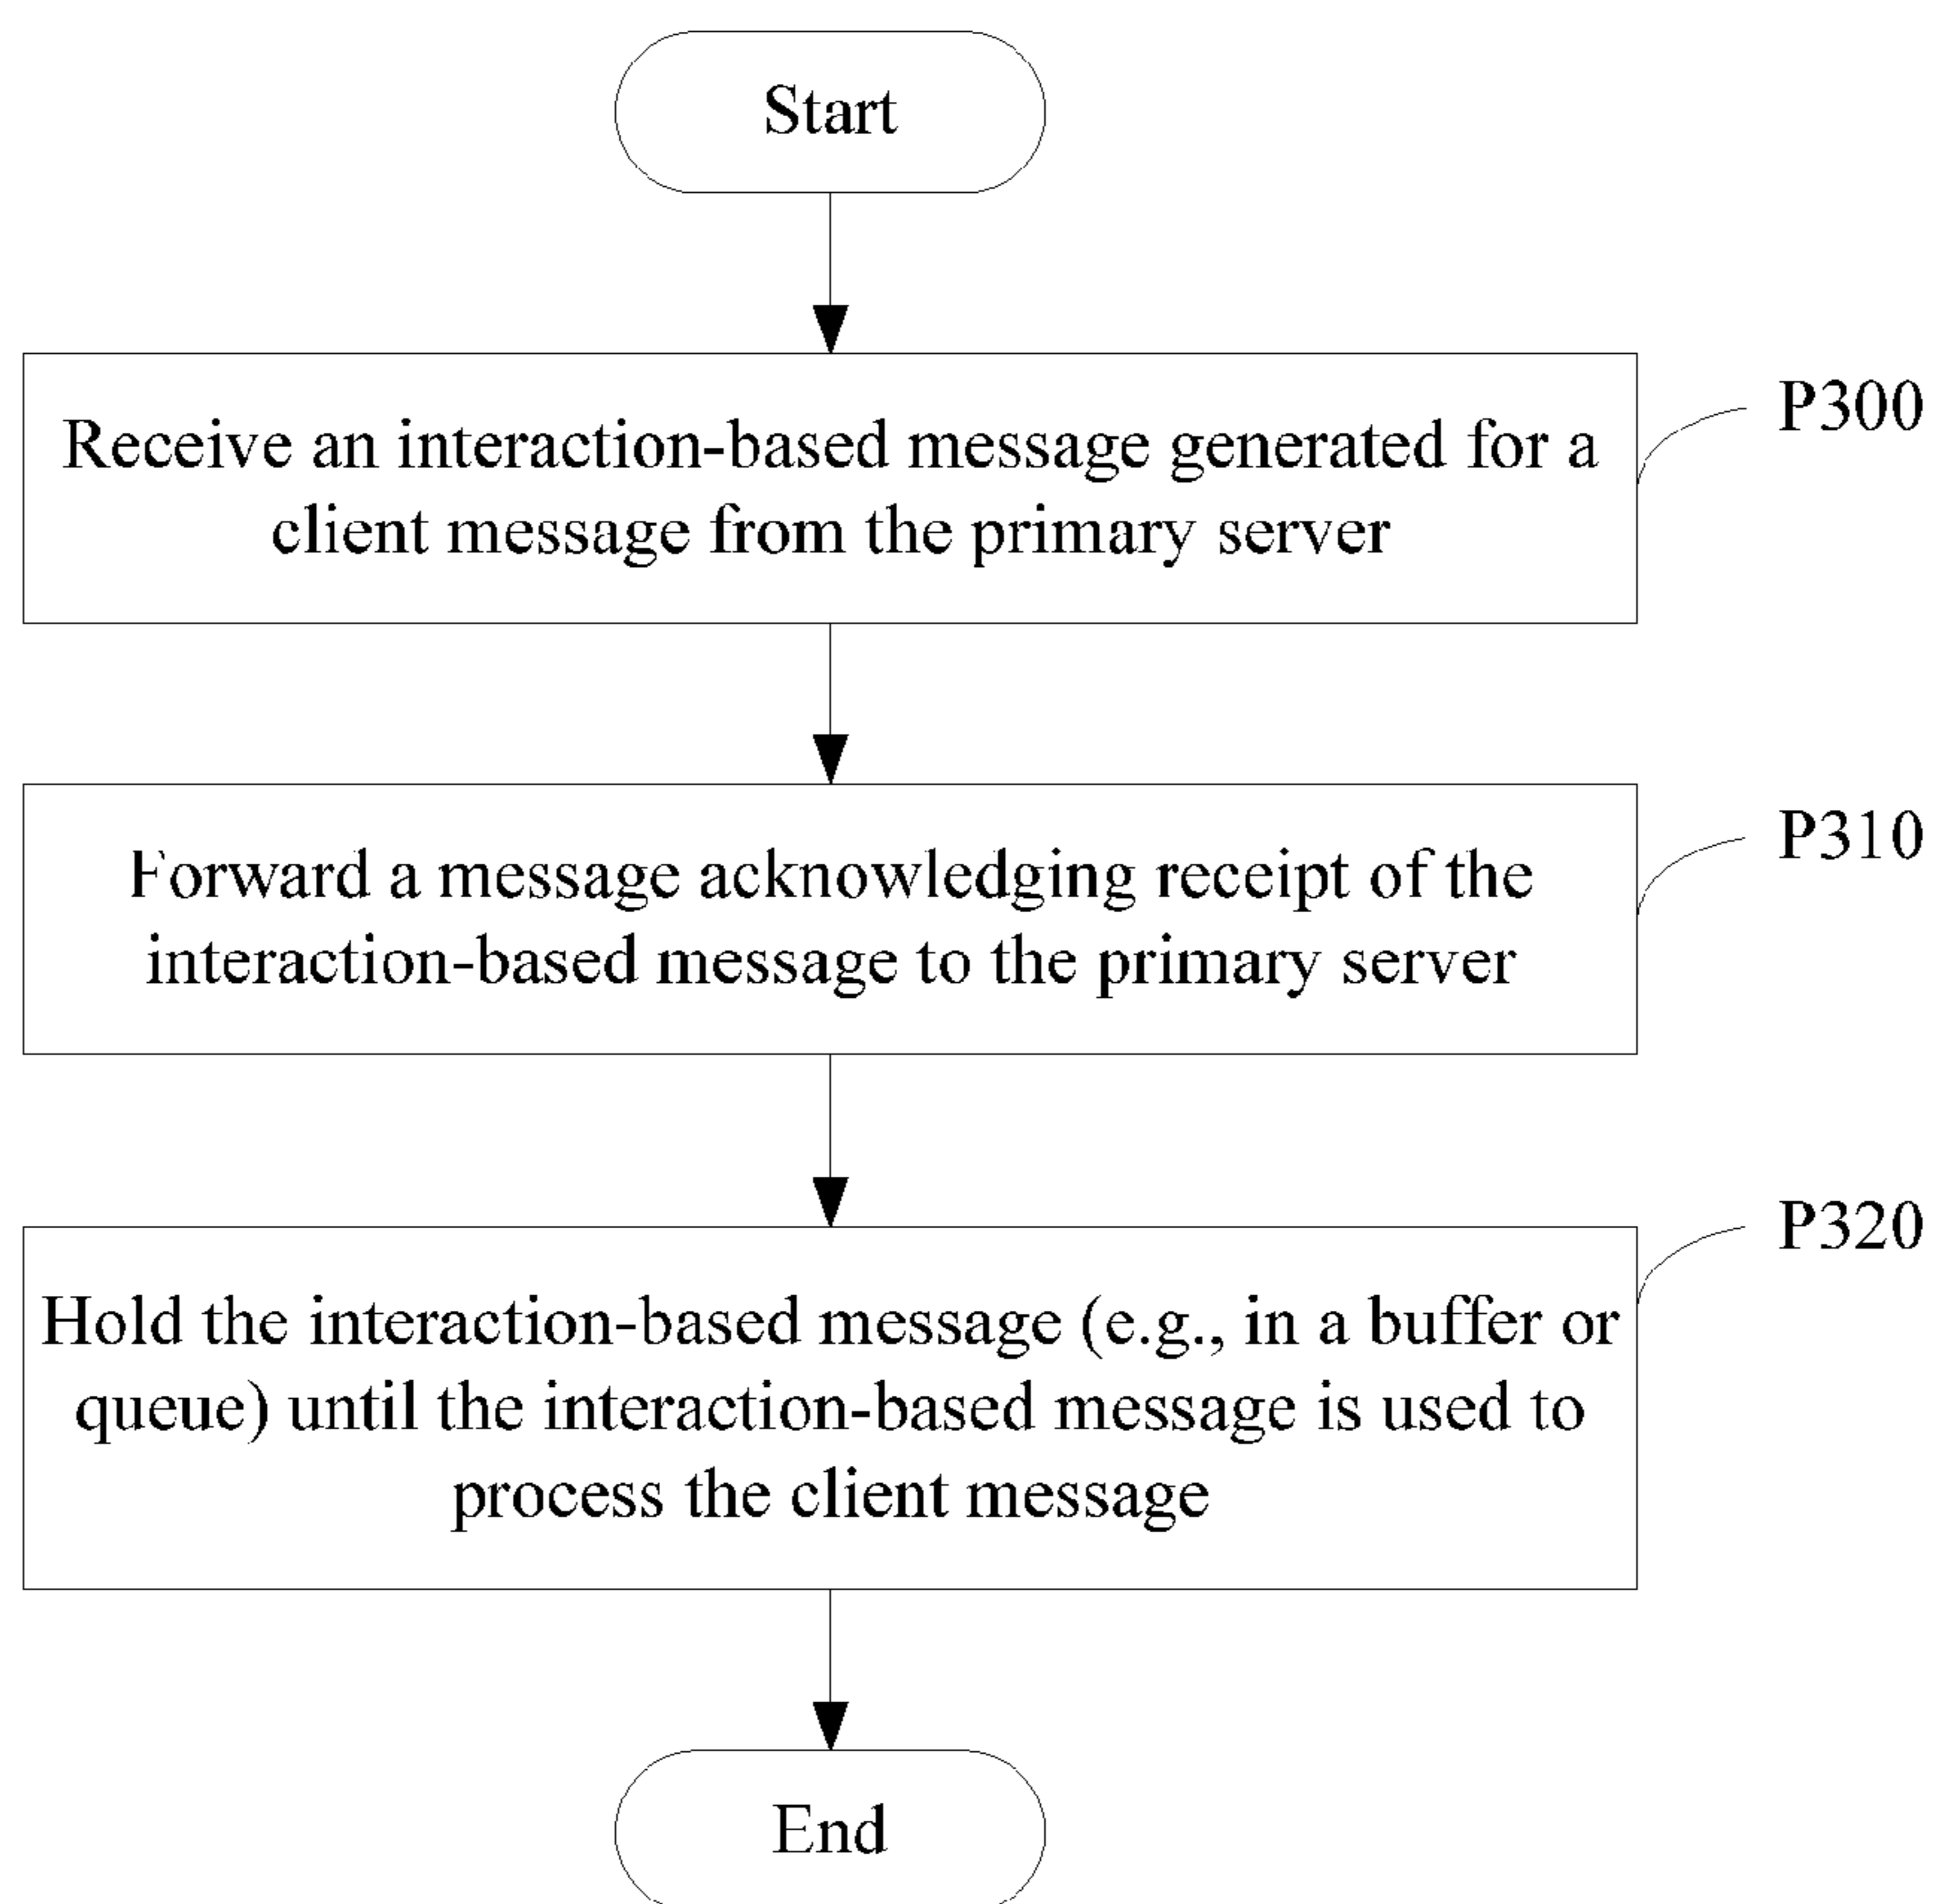 Start
P300
Receive an interaction-based message generated for a
client message from the primary server
P310
Forward a message acknowledging receipt of the
interaction-based message to the primary server
P320
Hold the interaction-based message (e.g., in a buffer or
queue) until the interaction-based message is used to
process the client message
End